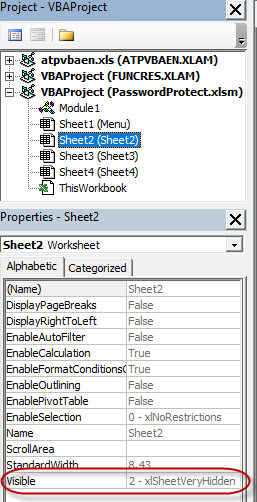 Project - VBAProject
atpvbaen.xls (ATPVBAEN.XLAM)
VBAProject (FUNCRES.XLAM)
VBAProject (PasswordProtect.xlsm)
Module1
Sheet1 (Menu)
Sheet2 (Sheet2)
Sheet3 (Sheet3)
Sheet4 (Sheet4)
ThisWorkbook
Properties - Sheet2
Sheet2 Worksheet
Alphabetic Categorized
(Name) Sheet2
DisplayPageBreaks False
DisplayRightToLeft False
EnableAutoFilter False
EnableCalculation True
EnableFormatConditionsC True
EnableOutlining False
EnablePivotTable False
EnableSelection 0 - xlNoRestrictions
Name Sheet2
ScrollArea
StandardWidth 8.43
Visible 2 - xlSheetVeryHidden